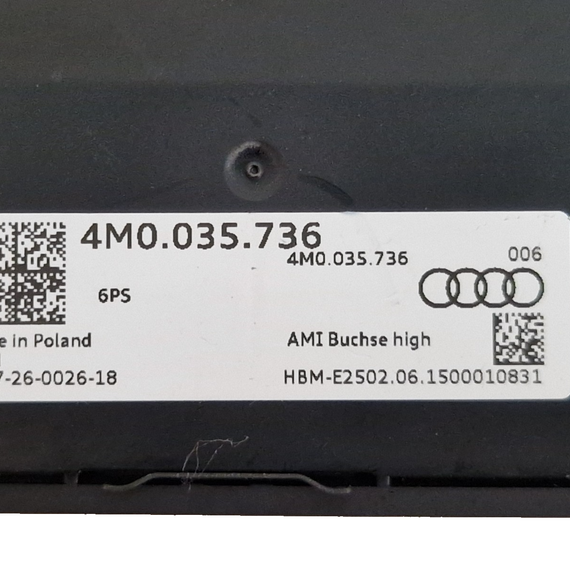 4M0.035.736
4M0.035.736
006
6PS
e in Poland
AMI Buchse high
7-26-0026-18
HBM-E2502.06.1500010831